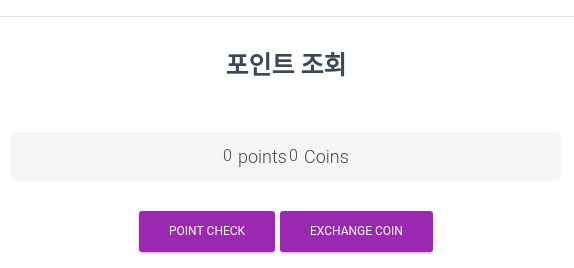 포인트 조회
0 points0 Coins
POINT CHECK EXCHANGE COIN